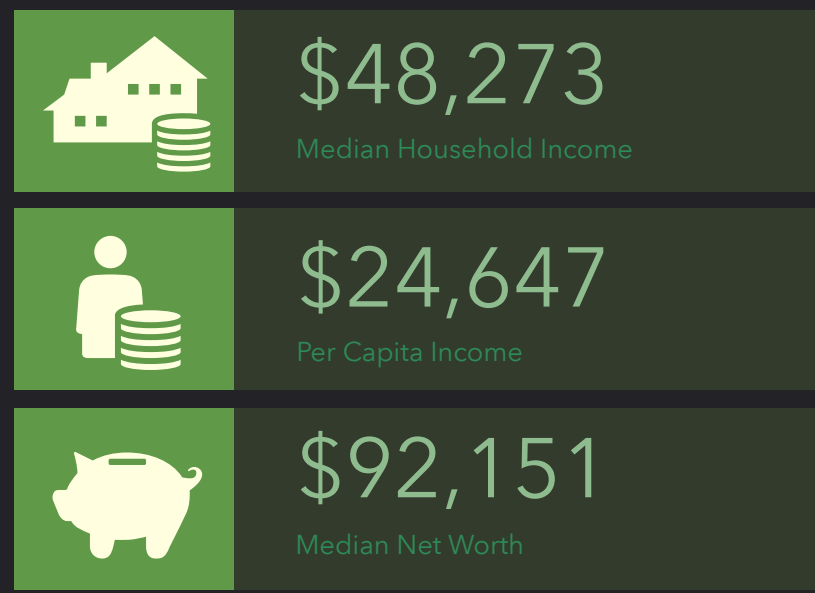 $48,273
Median Household Income
$24,647
Per Capita Income
$92,151
Median Net Worth